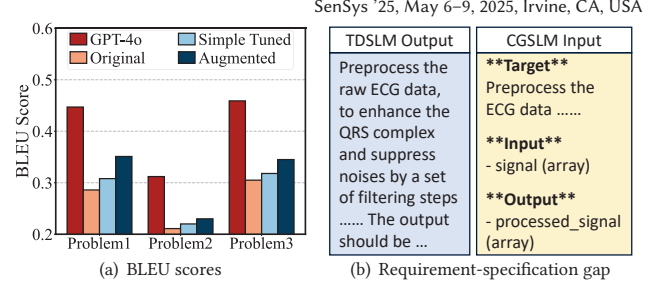 SenSys ’25, May 6–9, 2025, Irvine, CA, USA
0.6
0.5
0.4
0.3
0.2
BLEU Score
GPT-4o
Simple Tuned
Original
Augmented
Problem1 Problem2 Problem3
(a) BLEU scores
TDSLM Output
Preprocess the
raw ECG data,
to enhance the
QRS complex
and suppress
noises by a set
of filtering steps
...... The output
should be ...
CGSLM Input
**Target**
Preprocess the
ECG data ......
**Input**
- signal (array)
**Output**
- processed_signal
(array)
(b) Requirement-specification gap